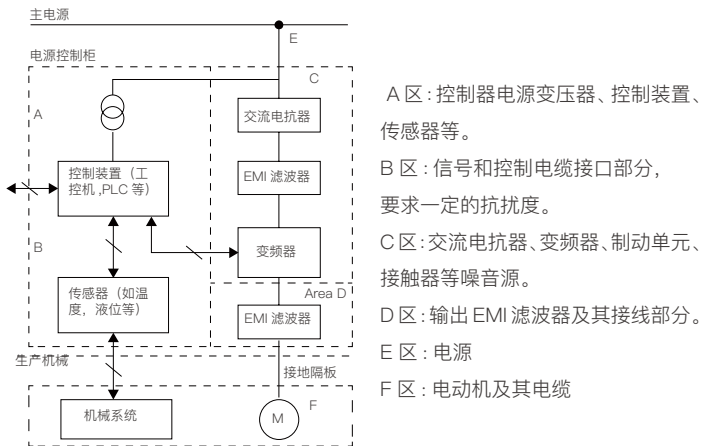 主电源
E
电源控制柜
C
A
交流电抗器
控制装置（工
控机 ,PLC 等）
EMI 滤波器
B
变频器
传感器（如温
度，液位等）
Area D
EMI 滤波器
生产机械
接地隔板
机械系统
M
F
A 区 : 控制器电源变压器、控制装置、
传感器等。
B 区 : 信号和控制电缆接口部分,
要求一定的抗扰度。
C 区 : 交流电抗器、变频器、制动单元、
接触器等噪音源。
D 区 : 输出 EMI 滤波器及其接线部分。
E 区 : 电源
F 区 : 电动机及其电缆